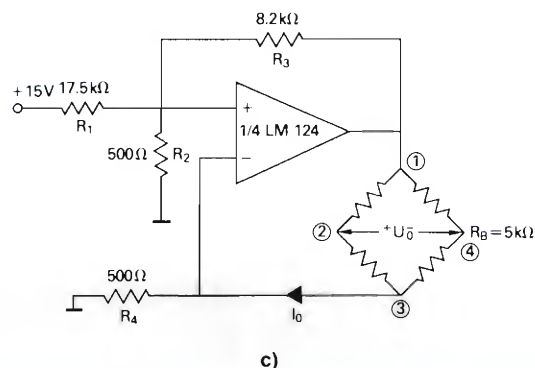 8.2kΩ
R3
+15V
17.5kΩ
R1
500Ω
R2
+
1/4 LM 124
−
①
②
+U0−
④
RB=5kΩ
③
500Ω
R4
I0
c)